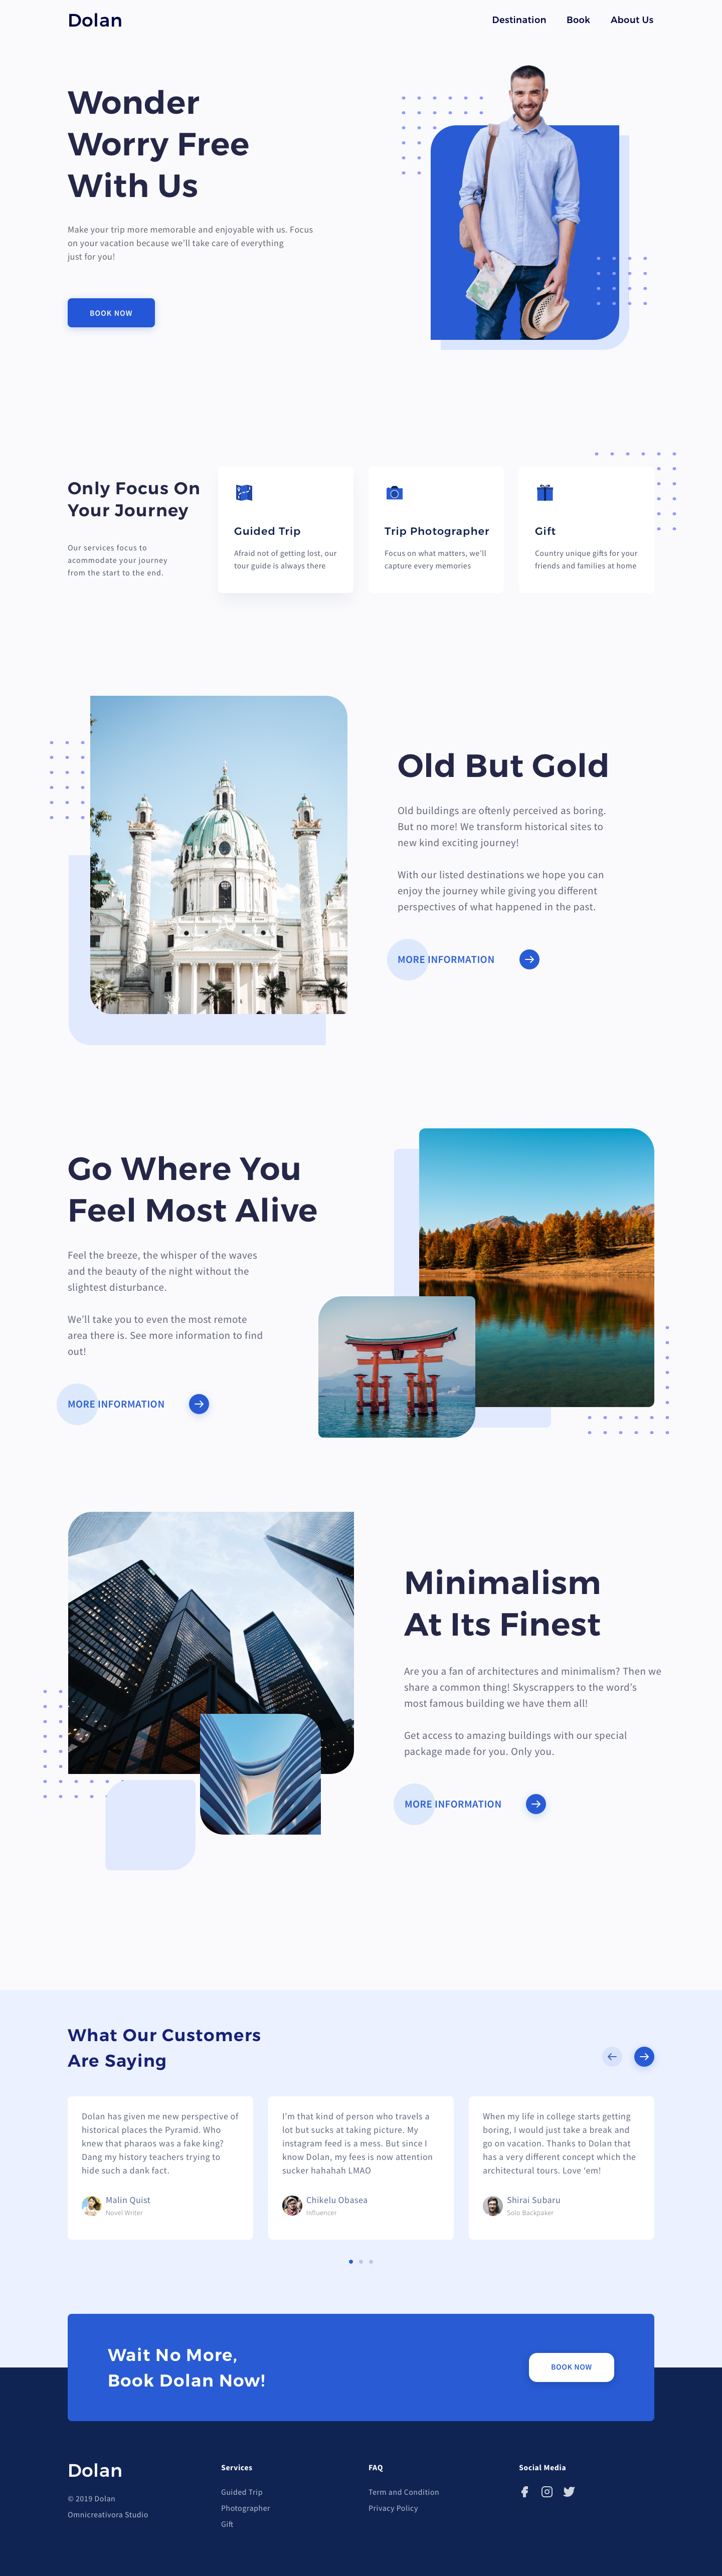 Dolan
Destination
Book
About Us
Wonder
Worry Free
With Us
Make your trip more memorable and enjoyable with us. Focus
on your vacation because we'll take care of everything
just for you!
BOOK NOW
Only Focus On
Your Journey
Our services focus to
acommodate your journey
from the start to the end.
Guided Trip
Afraid not of getting lost, our
tour guide is always there
Trip Photographer
Focus on what matters, we'll
capture every memories
Gift
Country unique gifts for your
friends and families at home
Old But Gold
Old buildings are oftenly perceived as boring.
But no more! We transform historical sites to
new kind exciting journey!
With our listed destinations we hope you can
enjoy the journey while giving you different
perspectives of what happened in the past.
MORE INFORMATION
Go Where You
Feel Most Alive
Feel the breeze, the whisper of the waves
and the beauty of the night without the
slightest disturbance.
We'll take you to even the most remote
area there is. See more information to find
out!
MORE INFORMATION
Minimalism
At Its Finest
Are you a fan of architectures and minimalism? Then we
share a common thing! Skyscrappers to the word's
most famous building we have them all!
Get access to amazing buildings with our special
package made for you. Only you.
MORE INFORMATION
What Our Customers
Are Saying
Dolan has given me new perspective of
historical places the Pyramid. Who
knew that pharaos was a fake king?
Dang my history teachers trying to
hide such a dank fact.
Malin Quist
Novel Writer
I'm that kind of person who travels a
lot but sucks at taking picture. My
instagram feed is a mess. But since I
know Dolan, my fees is now attention
sucker hahahah LMAO
Chikelu Obasea
Influencer
When my life in college starts getting
boring, I would just take a break and
go on vacation. Thanks to Dolan that
has a very different concept which the
architectural tours. Love 'em!
Shirai Subaru
Solo Backpaker
Wait No More,
Book Dolan Now!
BOOK NOW
Dolan
© 2019 Dolan
Omnicreativora Studio
Services
Guided Trip
Photographer
Gift
FAQ
Term and Condition
Privacy Policy
Social Media